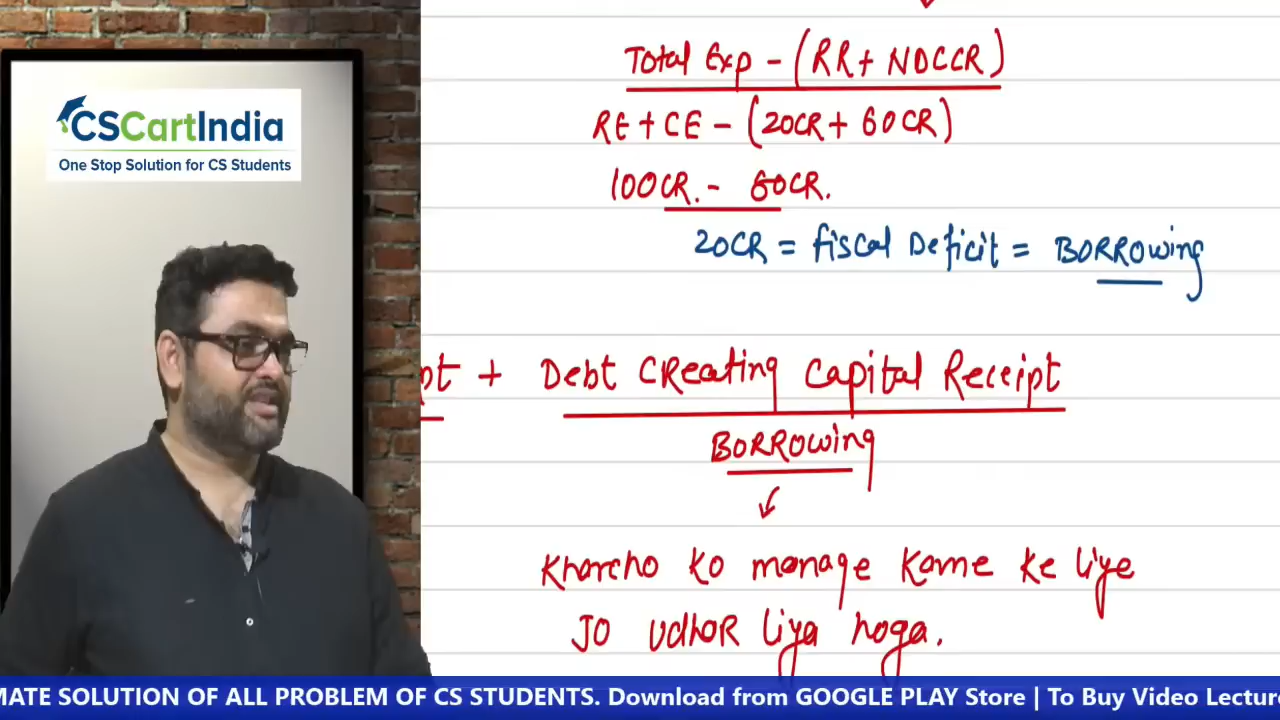 CSCartIndia
One Stop Solution for CS Students
Total Exp - (RR + NDCCR)
RE + CE - (20CR + 60CR)
100CR. - 80CR.
20CR = fiscal Deficit = BORROwing
pt + Debt CReating Capital Receipt
BORROwing
Kharcho Ko manage Karne Ke liye
JO UdhaR liya hoga.
MATE SOLUTION OF ALL PROBLEM OF CS STUDENTS. Download from GOOGLE PLAY Store | To Buy Video Lecture